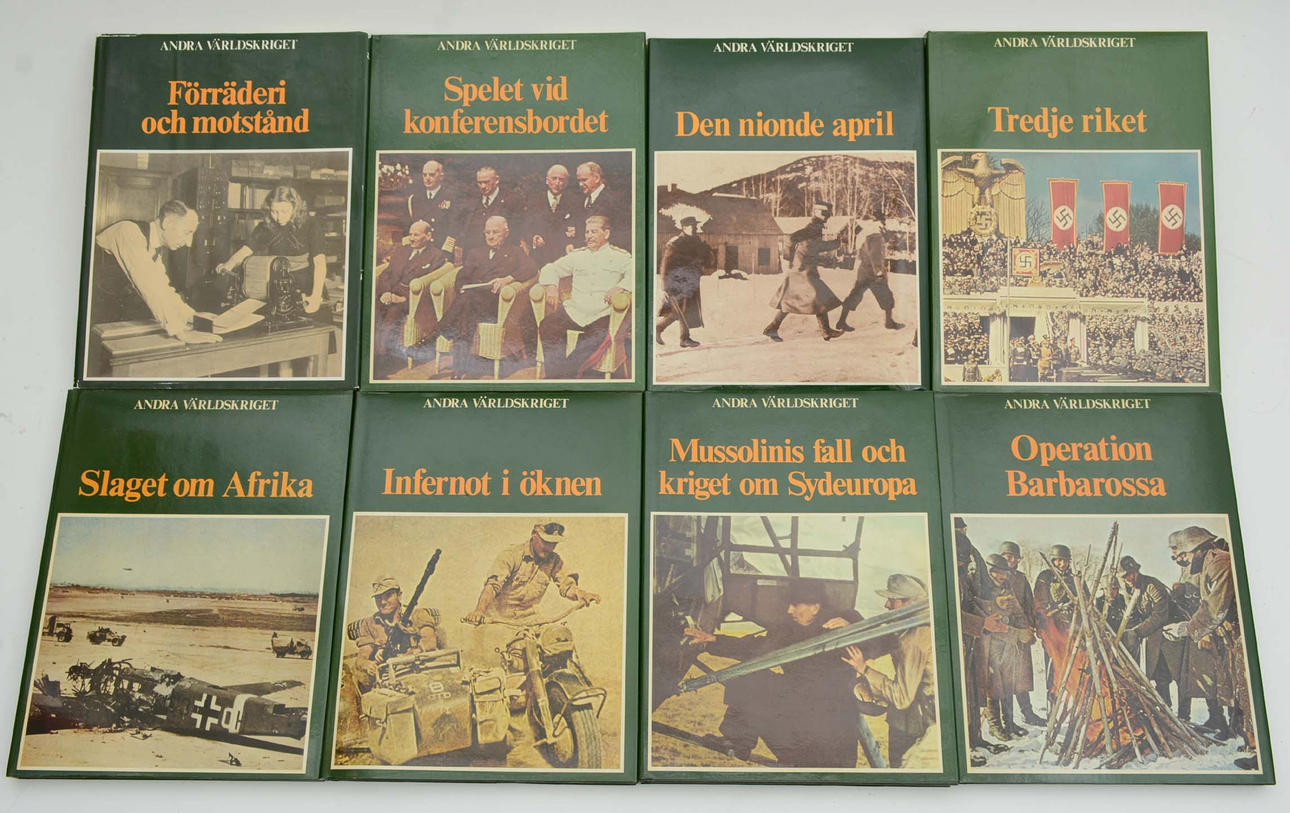 ANDRA VÄRLDSKRIGET
Förräderi
och motstånd
ANDRA VÄRLDSKRIGET
Spelet vid
konferensbordet
ANDRA VÄRLDSKRIGET
Den nionde april
ANDRA VÄRLDSKRIGET
Tredje riket
ANDRA VÄRLDSKRIGET
Slaget om Afrika
ANDRA VÄRLDSKRIGET
Infernot i öknen
ANDRA VÄRLDSKRIGET
Mussolinis fall och
kriget om Sydeuropa
ANDRA VÄRLDSKRIGET
Operation
Barbarossa